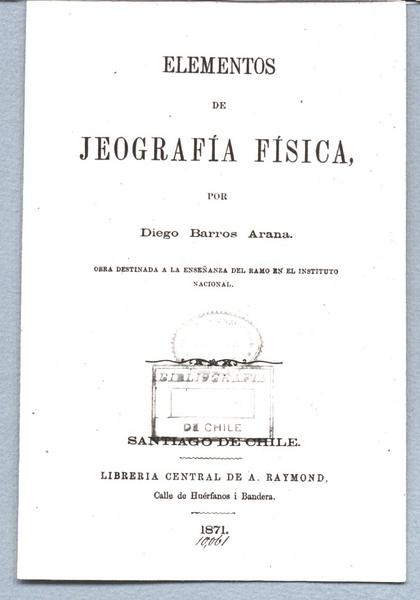 ELEMENTOS
DE
JEOGRAFÍA FÍSICA,
POR
Diego Barros Arana.
OBRA DESTINADA A LA ENSEÑANZA DEL RAMO EN EL INSTITUTO
NACIONAL.
BIBLIOGRAFIA
DE CHILE
SANTIAGO DE CHILE.
LIBRERIA CENTRAL DE A. RAYMOND,
Calle de Huérfanos i Bandera.
1871.